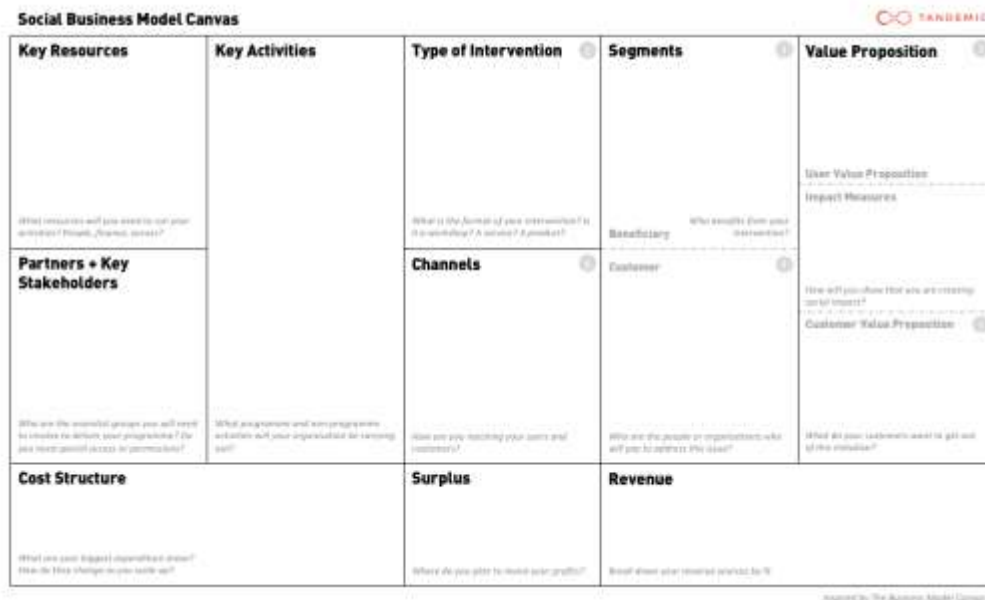 Social Business Model Canvas
TANDEMIC
Key Resources
What resources will you need to run your
activities? People, finance, access?
Key Activities
Type of Intervention
What is the format of your intervention? Is
it a workshop? A service? A product?
Segments
Beneficiary
Who benefits from your
intervention?
Value Proposition
User Value Proposition
Impact Measures
How will you show that you are creating
social impact?
Partners + Key
Stakeholders
Who are the essential groups you will need
to involve to deliver your programme? Do
you need special access or permissions?
What programme and non-programme
activities will your organisation be carrying
out?
Channels
How are you reaching your users and
customers?
Customer
Who are the people or organisations who
will pay to address this issue?
Customer Value Proposition
What do your customers want to get out
of this initiative?
Cost Structure
What are your biggest expenditure areas?
How do they change as you scale up?
Surplus
Where do you plan to invest your profits?
Revenue
Break down your revenue sources by %
Inspired by The Business Model Canvas